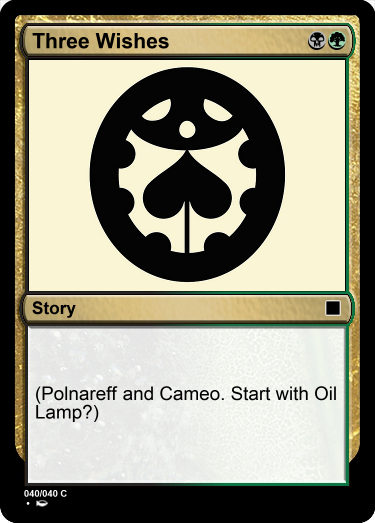 Three Wishes
Story
(Polnareff and Cameo. Start with Oil
Lamp?)
040/040 C
•